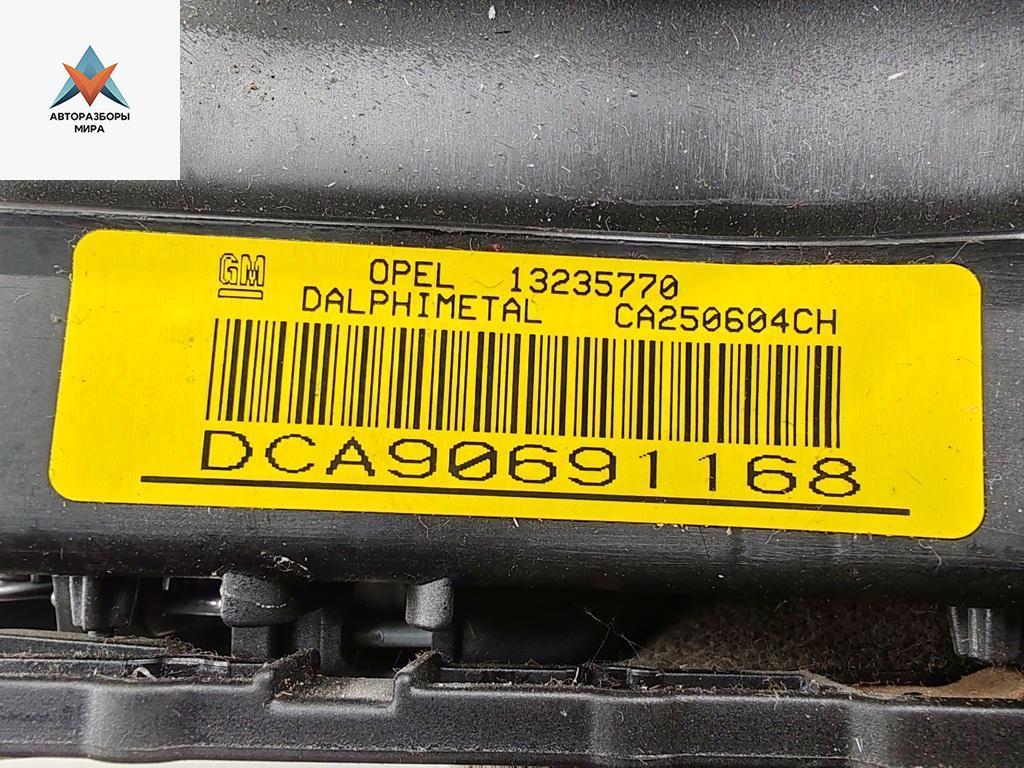 АВТОРАЗБОРЫ
МИРА
GM OPEL 13235770
DALPHIMETAL CA250604CH
DCA90691168